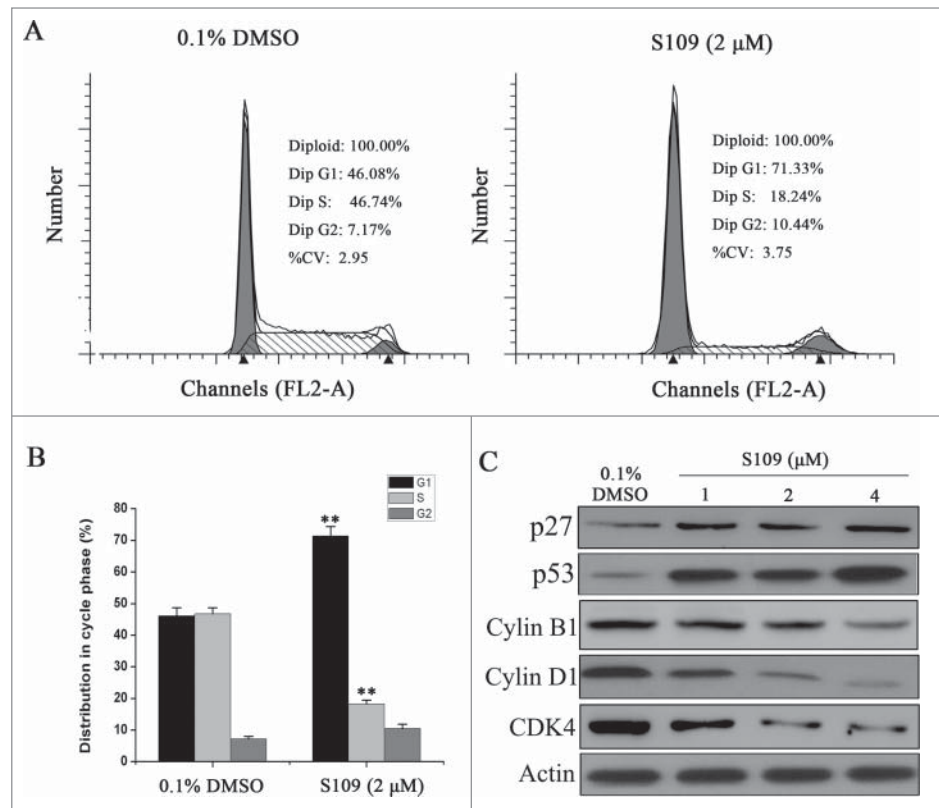 A
0.1% DMSO
S109 (2 μM)
Number
Diploid: 100.00%
Dip G1: 46.08%
Dip S: 46.74%
Dip G2: 7.17%
%CV: 2.95
Channels (FL2-A)
Number
Diploid: 100.00%
Dip G1: 71.33%
Dip S: 18.24%
Dip G2: 10.44%
%CV: 3.75
Channels (FL2-A)
B
G1
S
G2
Distribution in cycle phase (%)
80
70
60
50
40
30
20
10
0
**
**
0.1% DMSO
S109 (2 μM)
C
0.1%
DMSO
S109 (μM)
1 2 4
p27
p53
Cylin B1
Cylin D1
CDK4
Actin